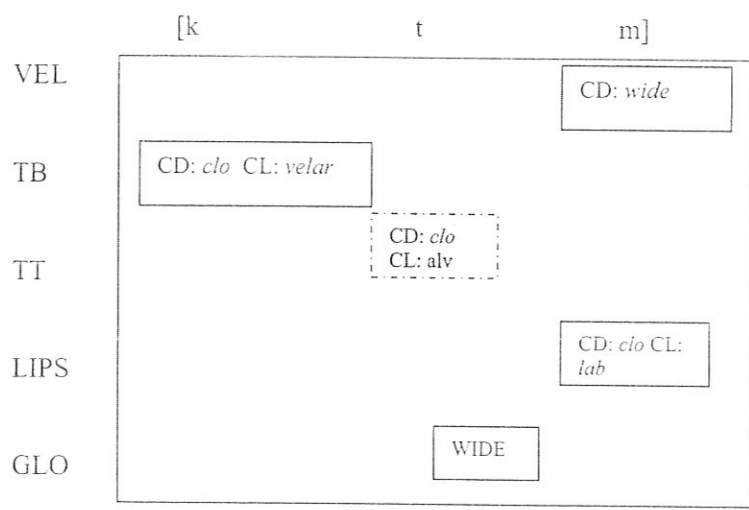 [k t m]
VEL
CD: wide
TB
CD: clo CL: velar
CD: clo
CL: alv
TT
CD: clo CL:
lab
LIPS
WIDE
GLO